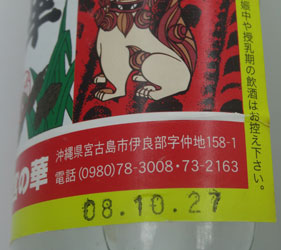 華
娠中や授乳期の飲酒はお控え下さい。
の華
沖縄県宮古島市伊良部字仲地158-1
電話(0980)78-3008・73-2163
08.10.27